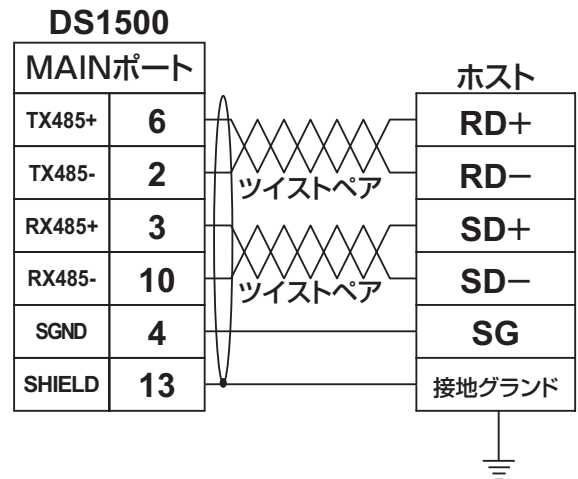 DS1500
MAINポート
ホスト
TX485+ 6 RD＋
TX485- 2 RD－
ツイストペア
RX485+ 3 SD＋
RX485- 10 SD－
ツイストペア
SGND 4 SG
SHIELD 13 接地グランド